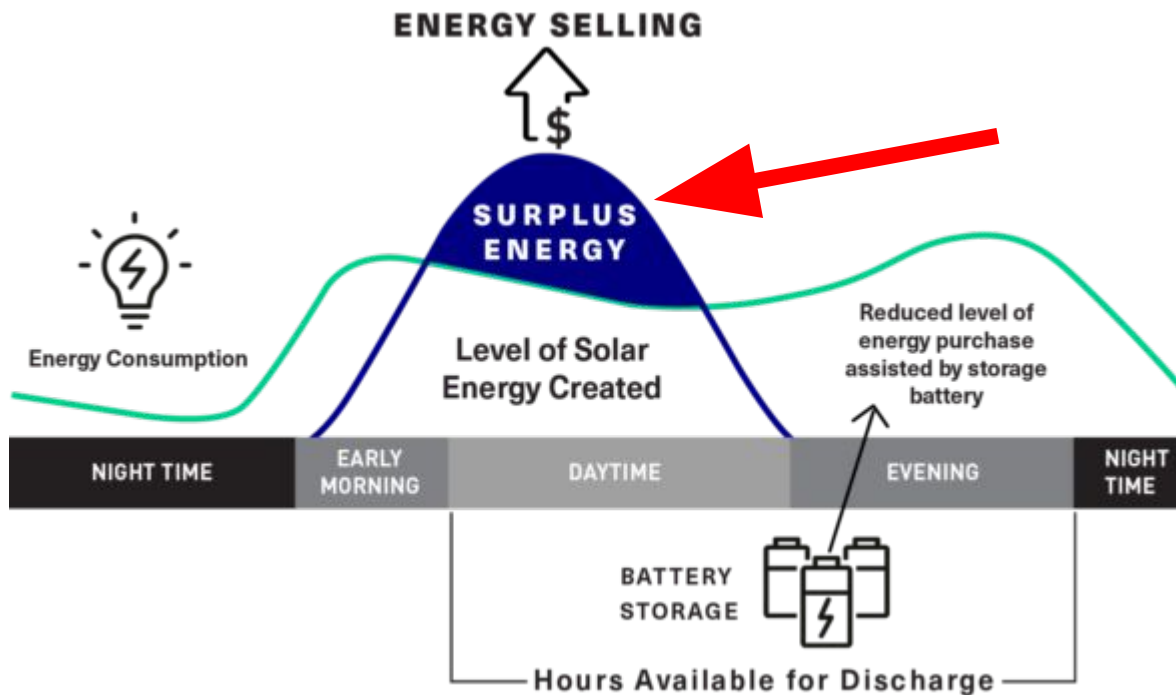 ENERGY SELLING
$
SURPLUS
ENERGY
Energy Consumption
Level of Solar
Energy Created
Reduced level of
energy purchase
assisted by storage
battery
NIGHT TIME
EARLY
MORNING
DAYTIME
EVENING
NIGHT
TIME
BATTERY
STORAGE
Hours Available for Discharge